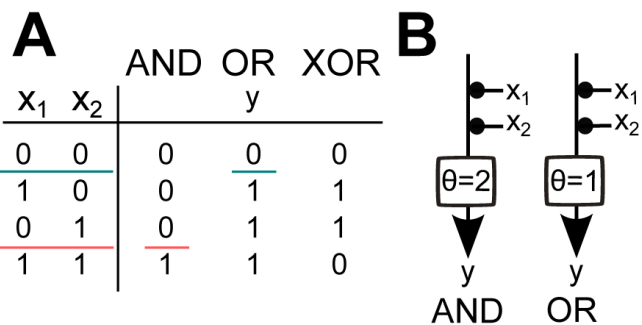 A
AND OR XOR
x1 x2 y
0 0 0 0 0
1 0 0 1 1
0 1 0 1 1
1 1 1 1 0
B
x1 x1
x2 x2
θ=2 θ=1
y y
AND OR